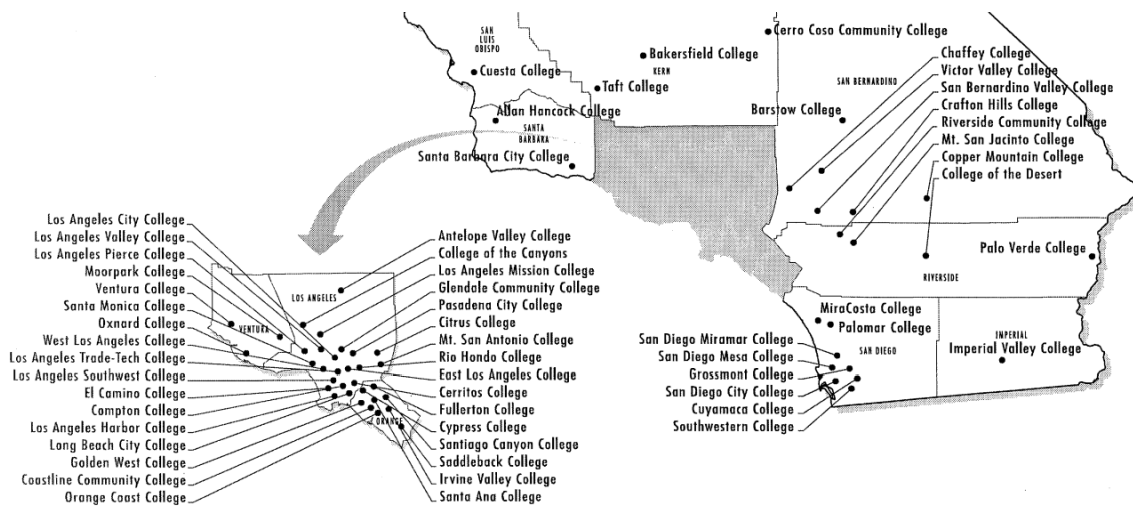 SAN
LUIS
OBISPO
Cuesta College
Bakersfield College
KERN
Taft College
Cerro Coso Community College
Allan Hancock College
SANTA
BARBARA
Santa Barbara City College
SAN BERNARDINO
Barstow College
Chaffey College
Victor Valley College
San Bernardino Valley College
Crafton Hills College
Riverside Community College
Mt. San Jacinto College
Copper Mountain College
College of the Desert
Palo Verde College
RIVERSIDE
MiraCosta College
Palomar College
SAN DIEGO
San Diego Miramar College
San Diego Mesa College
Grossmont College
San Diego City College
Cuyamaca College
Southwestern College
IMPERIAL
Imperial Valley College
Los Angeles City College
Los Angeles Valley College
Los Angeles Pierce College
Moorpark College
Ventura College
Santa Monica College
Oxnard College
West Los Angeles College
Los Angeles Trade-Tech College
Los Angeles Southwest College
El Camino College
Compton College
Los Angeles Harbor College
Long Beach City College
Golden West College
Coastline Community College
Orange Coast College
LOS ANGELES
VENTURA
ORANGE
Antelope Valley College
College of the Canyons
Los Angeles Mission College
Glendale Community College
Pasadena City College
Citrus College
Mt. San Antonio College
Rio Hondo College
East Los Angeles College
Cerritos College
Fullerton College
Cypress College
Santiago Canyon College
Saddleback College
Irvine Valley College
Santa Ana College